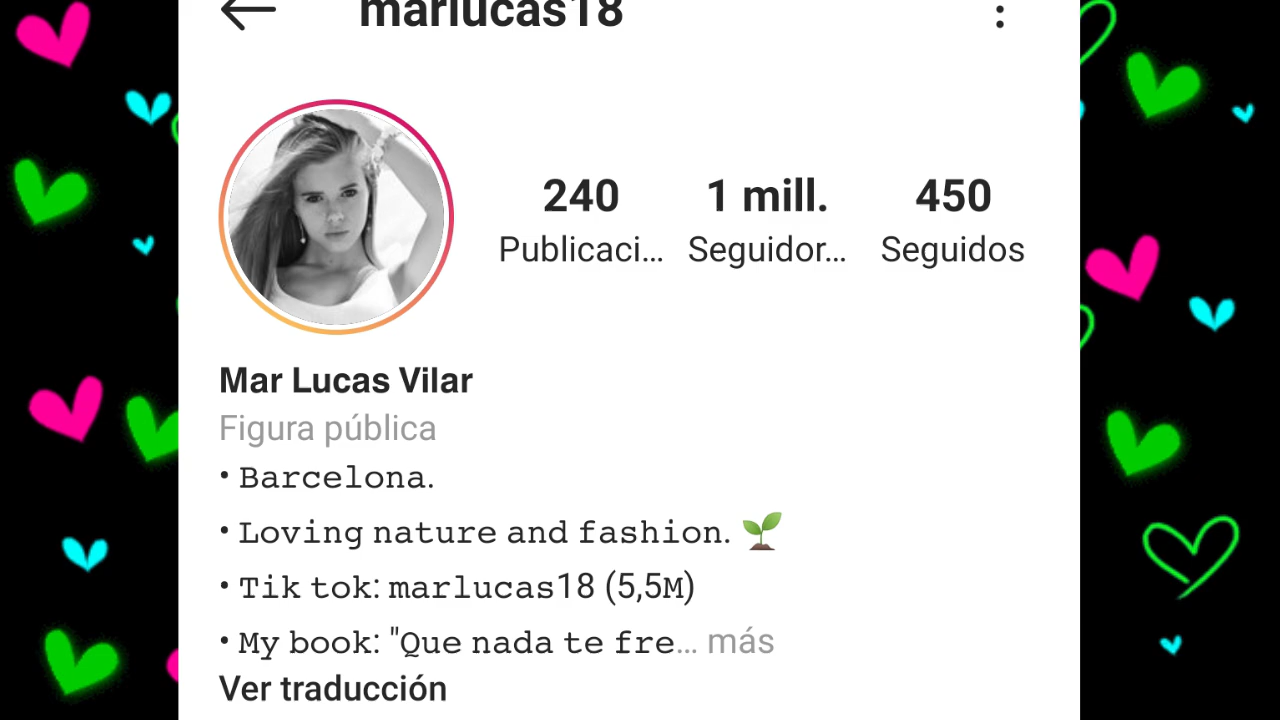 marlucas18
240 1 mill. 450
Publicaci... Seguidor... Seguidos
Mar Lucas Vilar
Figura pública
• Barcelona.
• Loving nature and fashion. 🌱
• Tik tok: marlucas18 (5,5M)
• My book: "Que nada te fre... más
Ver traducción